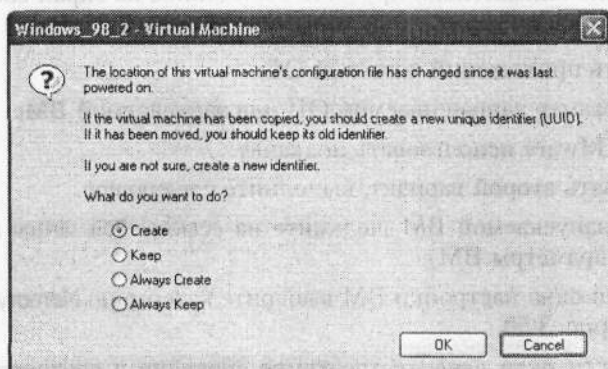 Windows_98_2 - Virtual Machine
The location of this virtual machine's configuration file has changed since it was last
powered on.
If the virtual machine has been copied, you should create a new unique identifier (UUID).
If it has been moved, you should keep its old identifier.
If you are not sure, create a new identifier.
What do you want to do?
Create
Keep
Always Create
Always Keep
OK
Cancel